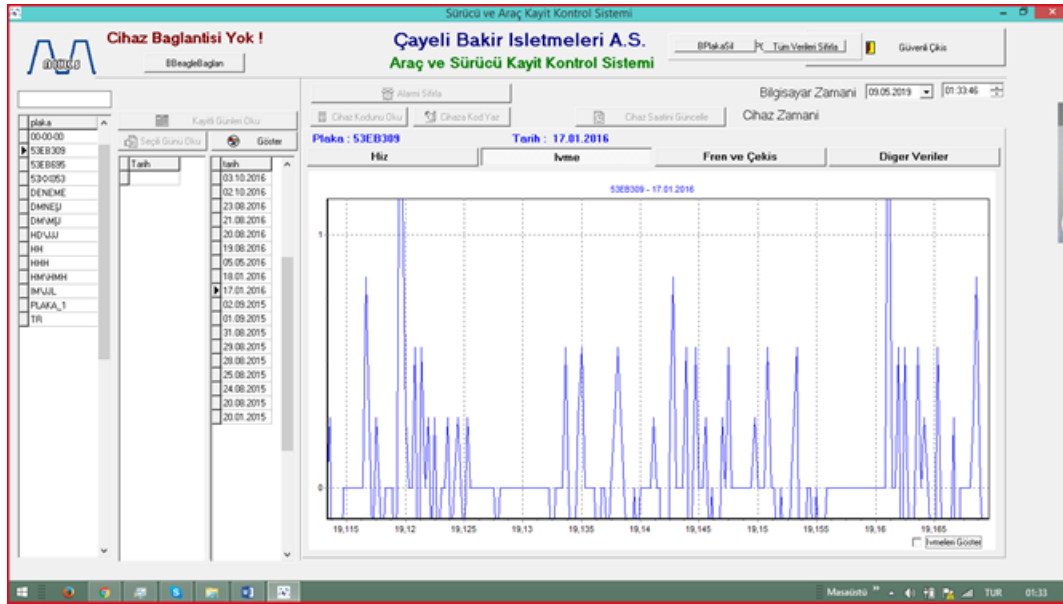 Sürücü ve Araç Kayit Kontrol Sistemi
Cihaz Baglantisi Yok !
BBeagleBaglan
Çayeli Bakir Isletmeleri A.S.
Araç ve Sürücü Kayit Kontrol Sistemi
BPlakaSil
Tüm Verileri Sifirla
Güvenli Çikis
Alarmi Sifirla
Bilgisayar Zamani
09.05.2019
01:33:46
Cihaz Kodunu Oku
Cihaza Kod Yaz
Cihaz Saatini Güncelle
Cihaz Zamani
Kayitli Günleri Oku
Seçili Günü Oku
Göster
plaka
00-00-00
53EB309
53EB695
DENEME
HH
HHH
PLAKA_1
TR
Tarih
tarih
03.10.2016
02.10.2016
23.08.2016
21.08.2016
20.08.2016
19.08.2016
05.05.2016
18.01.2016
17.01.2016
02.09.2015
01.09.2015
31.08.2015
29.08.2015
28.08.2015
25.08.2015
24.08.2015
20.08.2015
20.01.2015
Plaka : 53EB309
Tarih : 17.01.2016
Hiz
Ivme
Fren ve Çekis
Diger Veriler
53EB309 - 17.01.2016
1
0
19,115
19,12
19,125
19,13
19,135
19,14
19,145
19,15
19,155
19,16
19,165
Ivmeleri Göster
Masaüstü
TUR
01:33